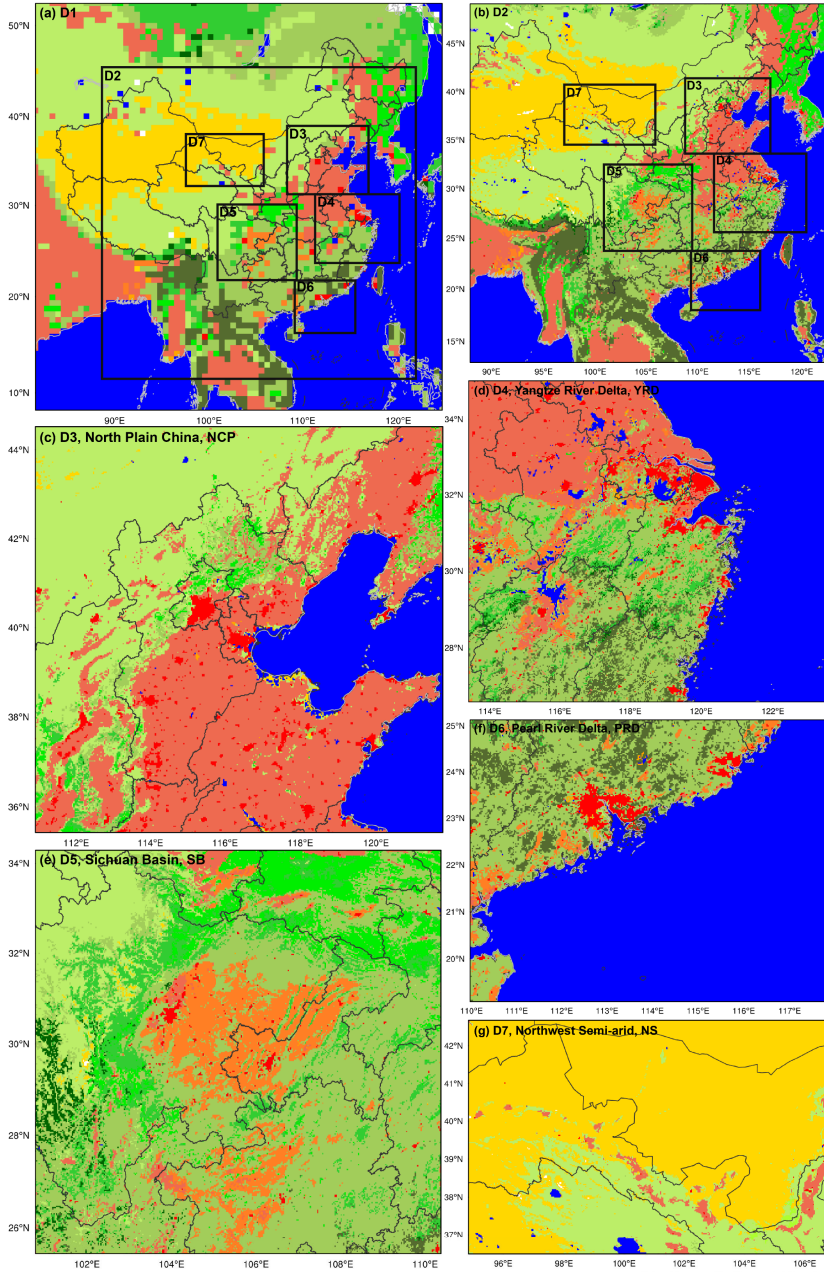 (a) D1
50°N
40°N
30°N
20°N
10°N
D2
D7
D3
D5
D4
D6
90°E 100°E 110°E 120°E
(b) D2
45°N
40°N
35°N
30°N
25°N
20°N
15°N
D7
D3
D5
D4
D6
90°E 95°E 100°E 105°E 110°E 115°E 120°E
(c) D3, North Plain China, NCP
44°N
42°N
40°N
38°N
36°N
112°E 114°E 116°E 118°E 120°E
(d) D4, Yangtze River Delta, YRD
34°N
32°N
30°N
28°N
114°E 116°E 118°E 120°E 122°E
(e) D5, Sichuan Basin, SB
34°N
32°N
30°N
28°N
26°N
102°E 104°E 106°E 108°E 110°E
(f) D6, Pearl River Delta, PRD
25°N
24°N
23°N
22°N
21°N
20°N
110°E 111°E 112°E 113°E 114°E 115°E 116°E 117°E
(g) D7, Northwest Semi-arid, NS
42°N
41°N
40°N
39°N
38°N
37°N
96°E 98°E 100°E 102°E 104°E 106°E